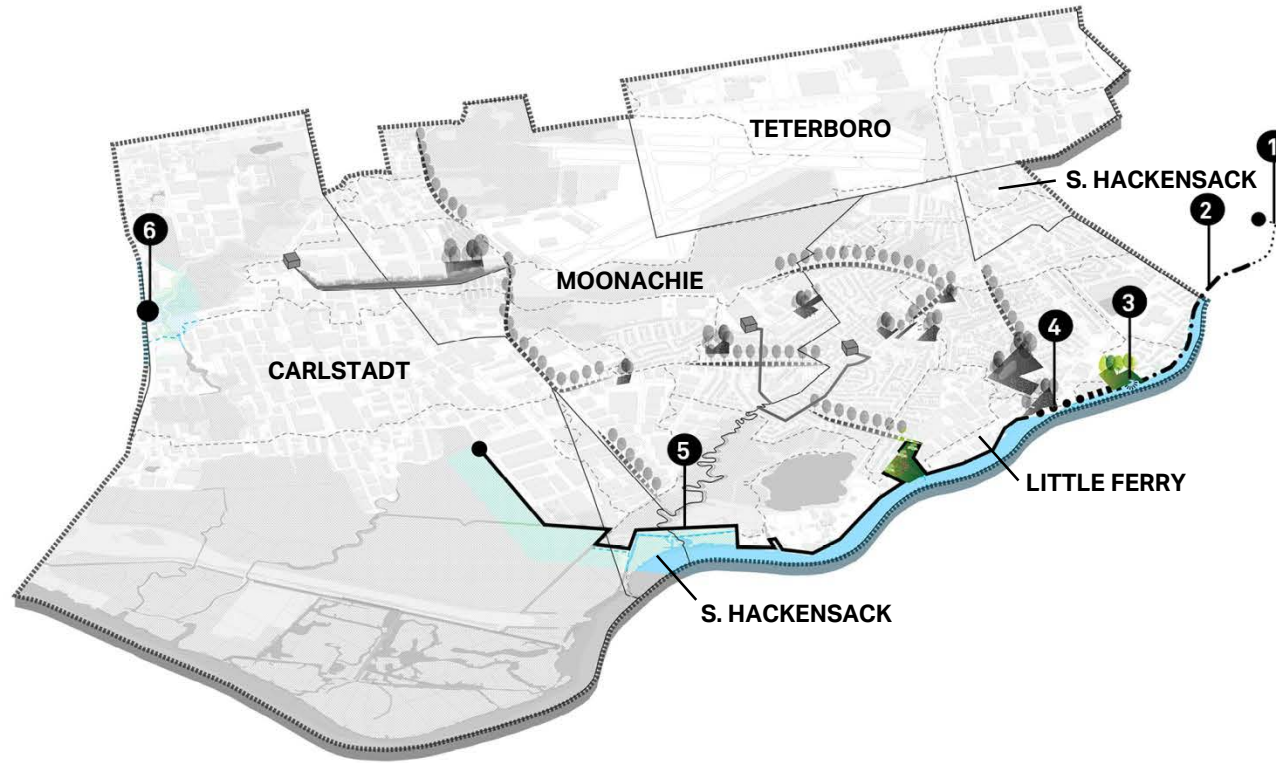 TETERBORO
1
S. HACKENSACK
2
6
MOONACHIE
3
4
CARLSTADT
5
LITTLE FERRY
S. HACKENSACK